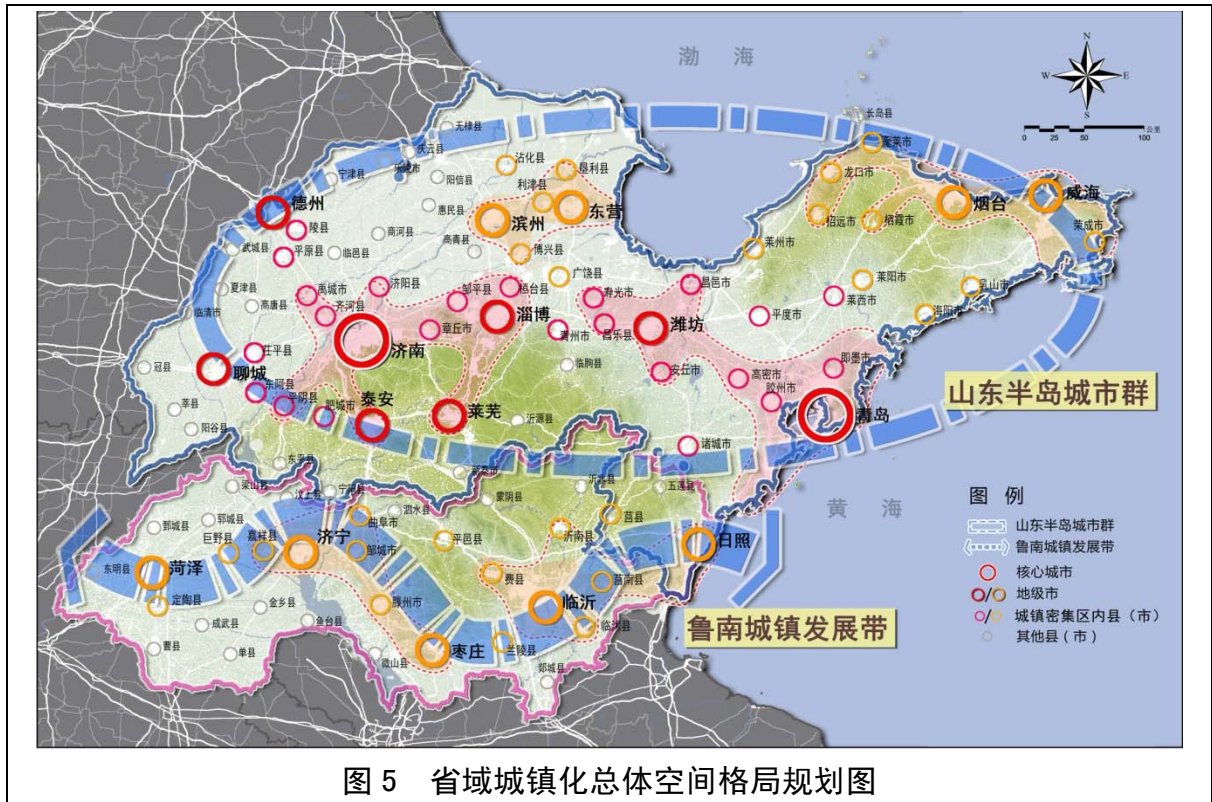 渤 海
N
W
E
S
0 25 50 100 公里
长岛县
无棣县
庆云县
沾化县
垦利县
蓬莱市
乐陵市
宁津县
阳信县
利津县
龙口市
德州
惠民县
滨州
东营
招远市
栖霞市
烟台
威海
陵县
商河县
荣成市
武城县
平原县
临邑县
高青县
博兴县
莱州市
广饶县
夏津县
禹城市
济阳县
邹平县
桓台县
寿光市
昌邑市
莱阳市
乳山市
高唐县
齐河县
莱西市
海阳市
临清市
章丘市
淄博
青州市
昌乐县
潍坊
平度市
济南
冠县
茌平县
聊城
临朐县
安丘市
高密市
即墨市
东阿县
胶州市
莘县
平阴县
肥城市
泰安
莱芜
沂源县
青岛
山东半岛城市群
阳谷县
诸城市
东平县
新泰市
沂水县
五莲县
黄 海
梁山县
汶上县
宁阳县
泗水县
蒙阴县
莒县
鄄城县
郓城县
曲阜市
巨野县
嘉祥县
济宁
邹城市
平邑县
沂南县
日照
东明县
菏泽
费县
莒南县
定陶县
金乡县
滕州市
临沂
成武县
鱼台县
临沭县
鲁南城镇发展带
曹县
单县
微山县
枣庄
兰陵县
郯城县
图 例
山东半岛城市群
鲁南城镇发展带
核心城市
地级市
城镇密集区内县（市）
其他县（市）
图 5 省域城镇化总体空间格局规划图